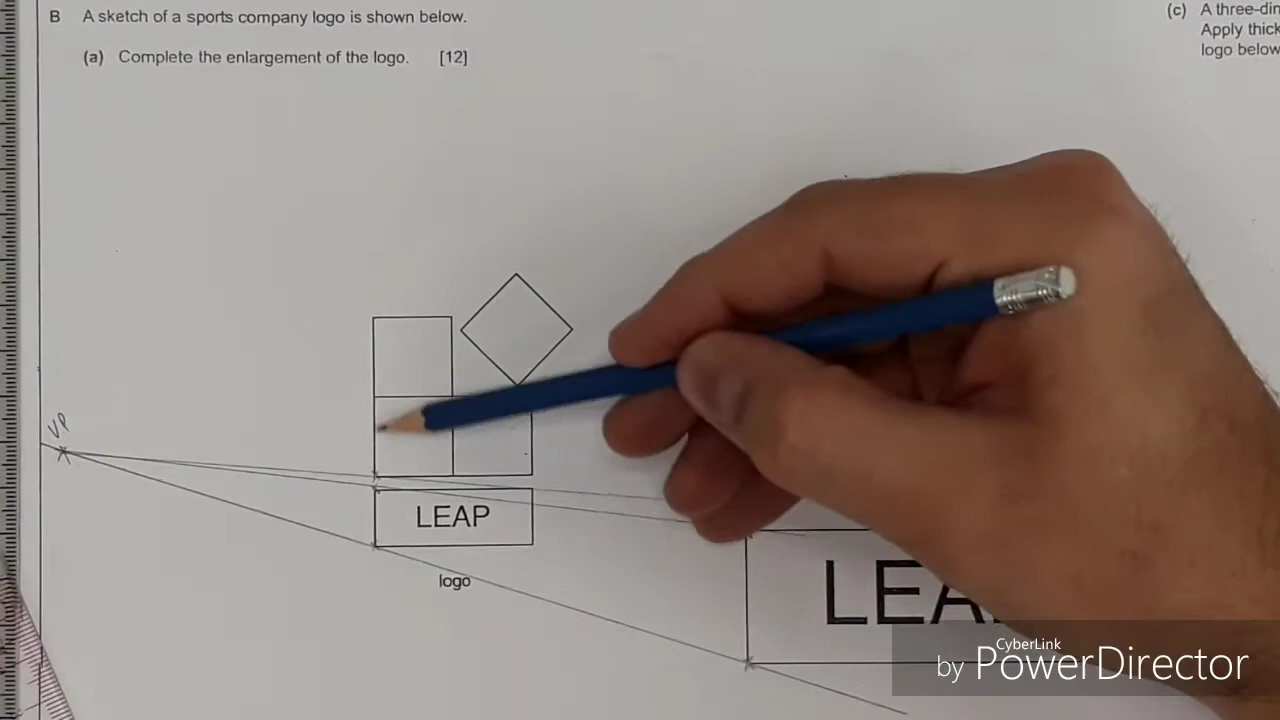 B A sketch of a sports company logo is shown below.
(a) Complete the enlargement of the logo. [12]
(c) A three-din
Apply thick
logo below
VP
LEAP
logo
LEA
CyberLink
by PowerDirector